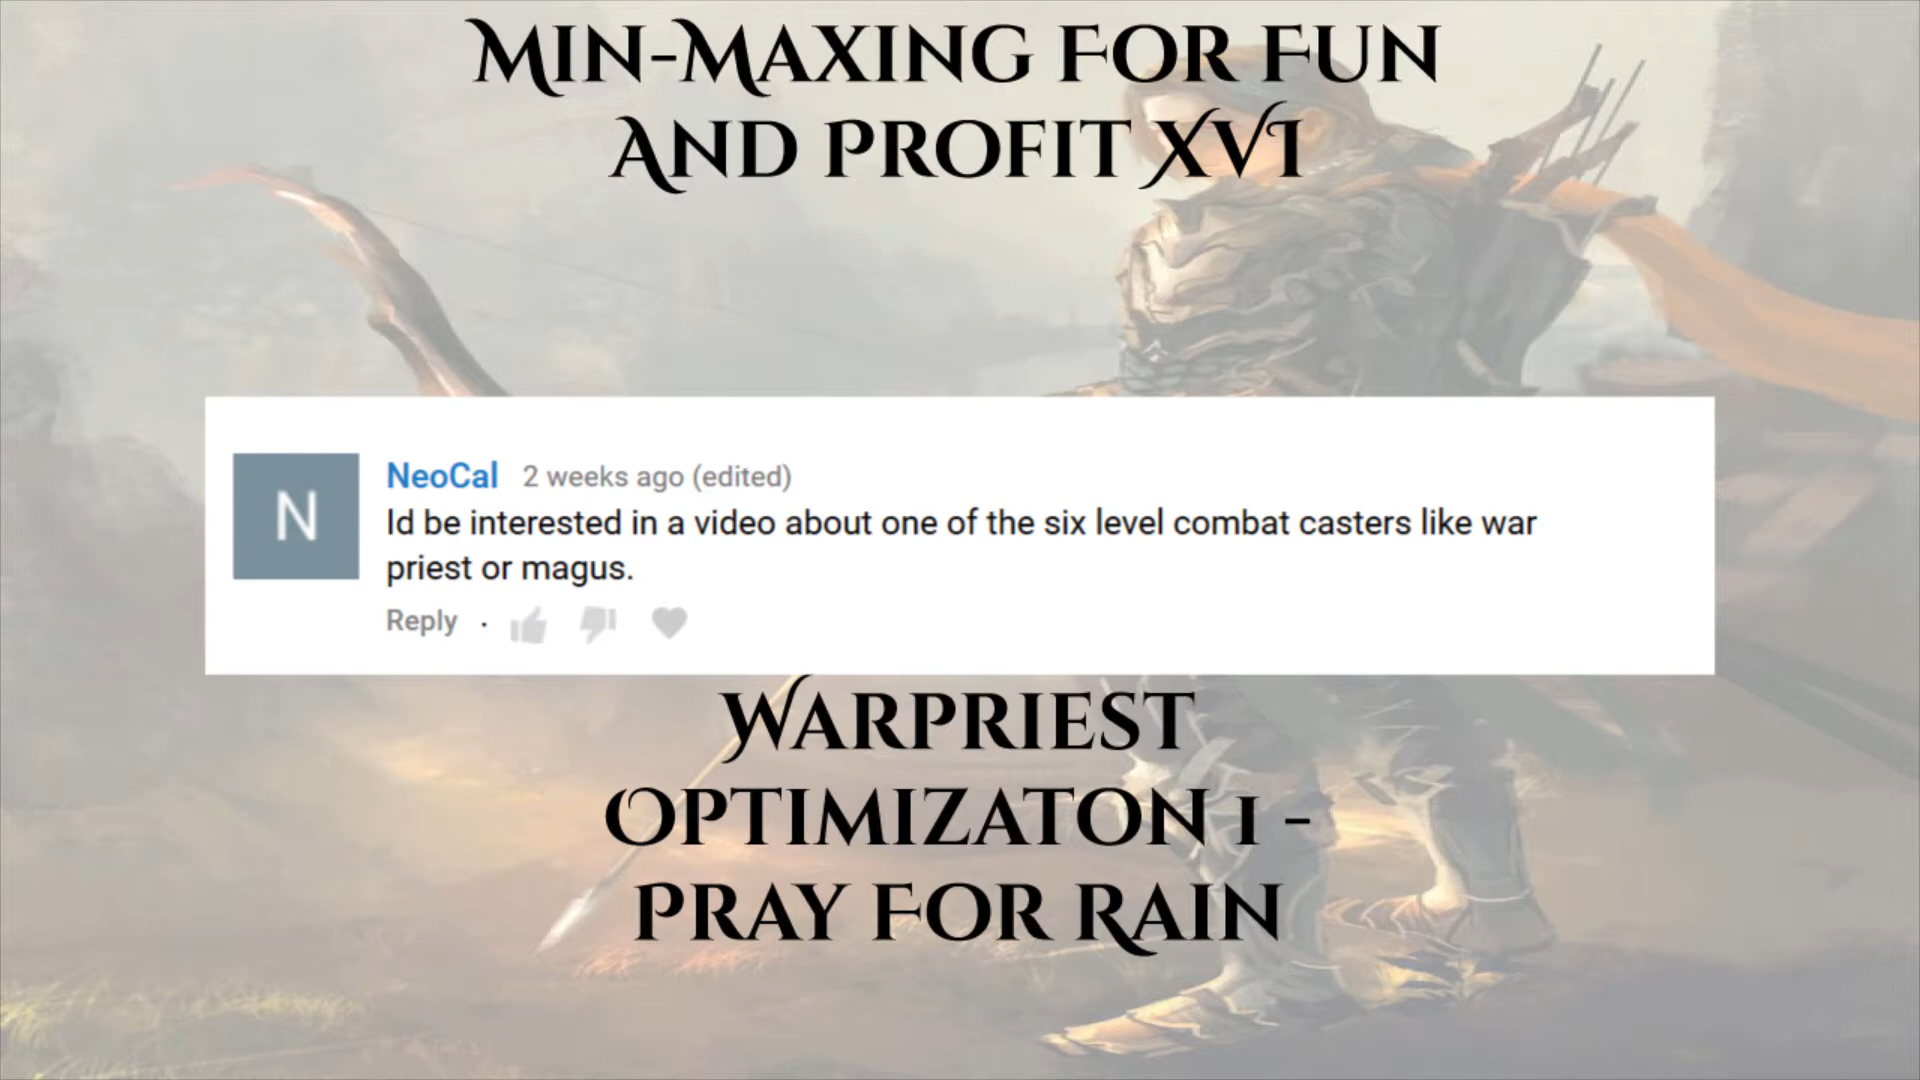 Min-Maxing For Fun
And Profit XVI
N
NeoCal 2 weeks ago (edited)
Id be interested in a video about one of the six level combat casters like war
priest or magus.
Reply ·
Warpriest
Optimizaton 1 -
Pray For Rain